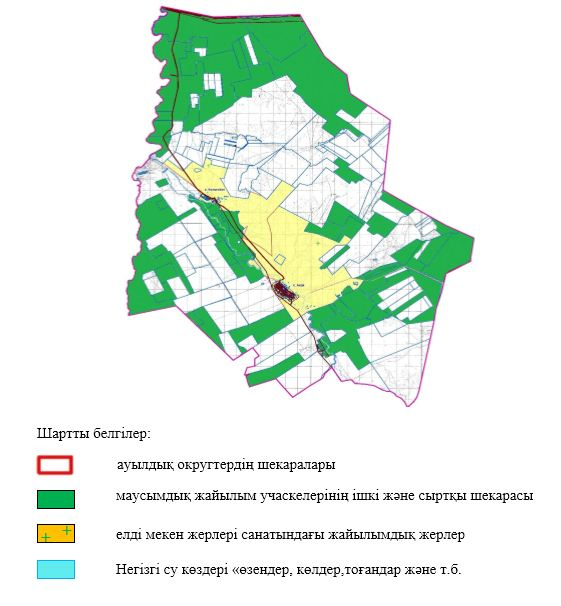 Шартты белгілер:
ауылдық округтердің шекаралары
маусымдық жайылым учаскелерінің ішкі және сыртқы шекарасы
елді мекен жерлері санатындағы жайылымдық жерлер
Негізгі су көздері «өзендер, көлдер,тоғандар және т.б.